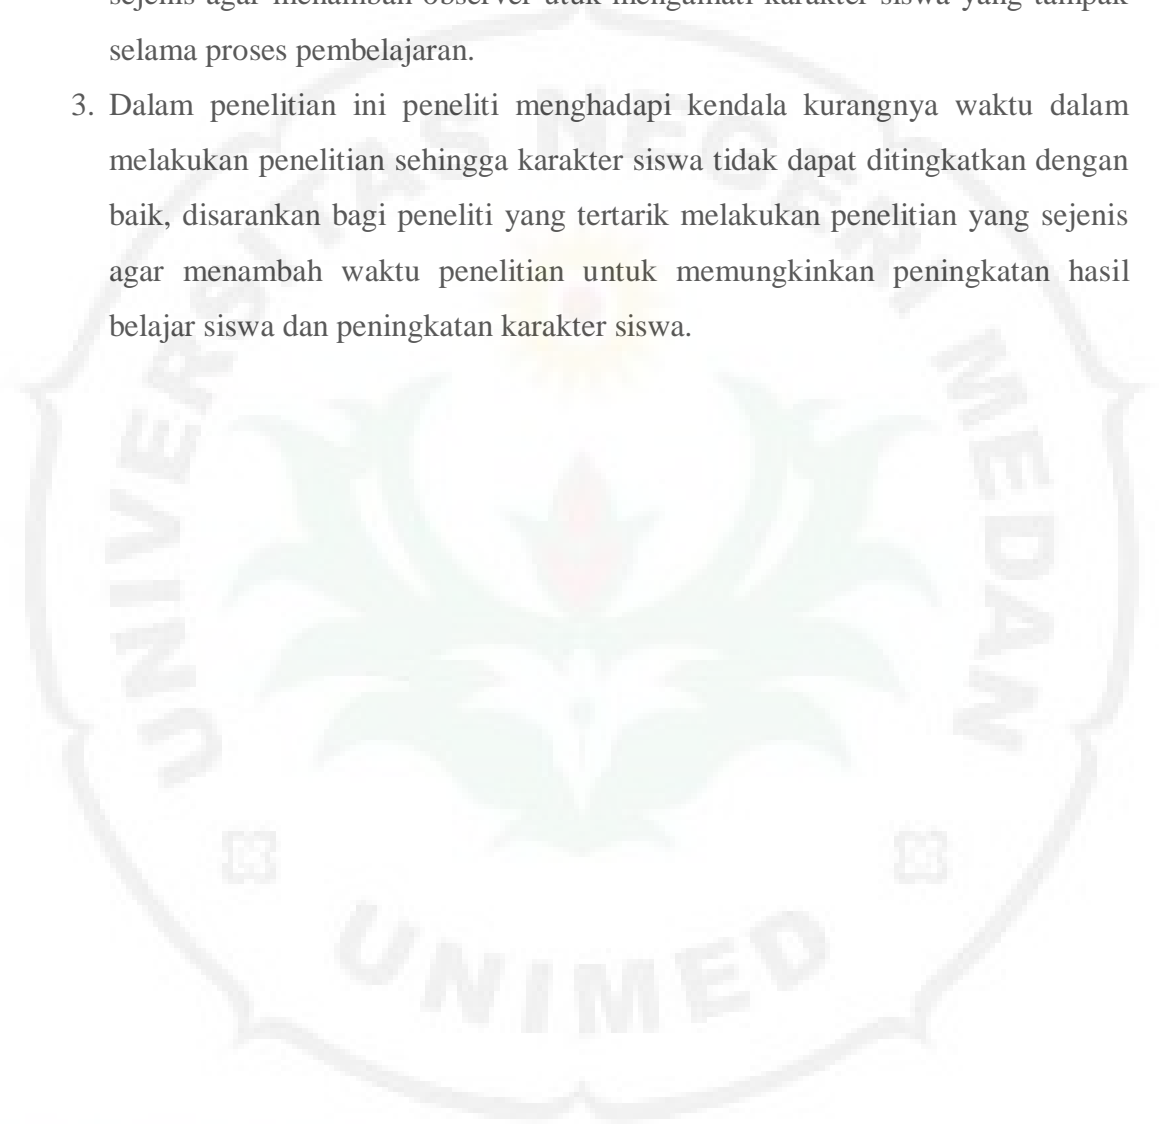 sejenis agar menambah observer utuk mengamati karakter siswa yang tampak
selama proses pembelajaran.
3. Dalam penelitian ini peneliti menghadapi kendala kurangnya waktu dalam
melakukan penelitian sehingga karakter siswa tidak dapat ditingkatkan dengan
baik, disarankan bagi peneliti yang tertarik melakukan penelitian yang sejenis
agar menambah waktu penelitian untuk memungkinkan peningkatan hasil
belajar siswa dan peningkatan karakter siswa.
UNIVERSITAS NEGERI MEDAN
UNIMED